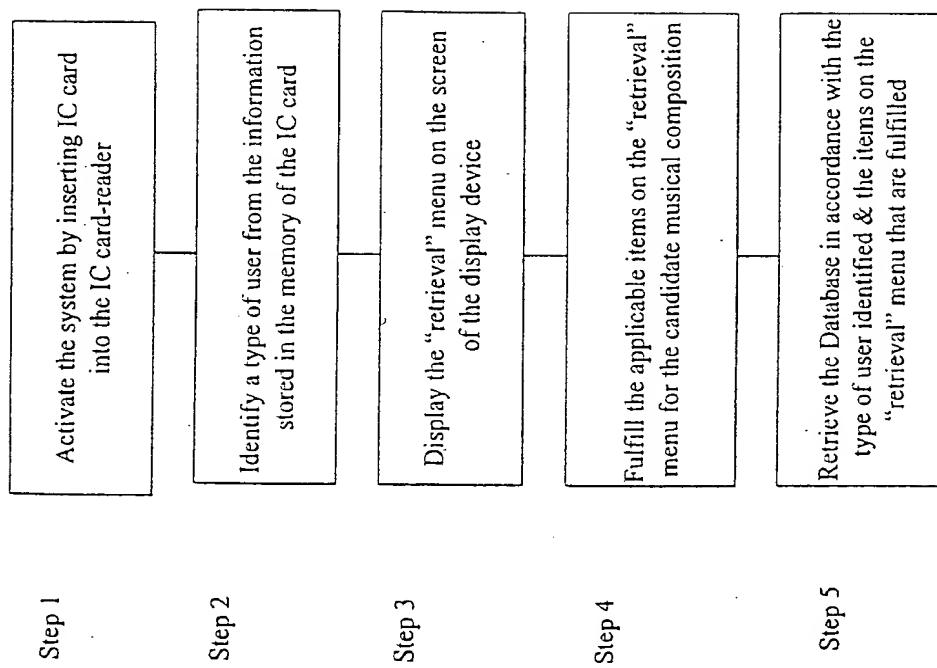 Step 1
Activate the system by inserting IC card
into the IC card-reader
Step 2
Identify a type of user from the information
stored in the memory of the IC card
Step 3
Display the “retrieval” menu on the screen
of the display device
Step 4
Fulfill the applicable items on the “retrieval”
menu for the candidate musical composition
Step 5
Retrieve the Database in accordance with the
type of user identified & the items on the
“retrieval” menu that are fulfilled